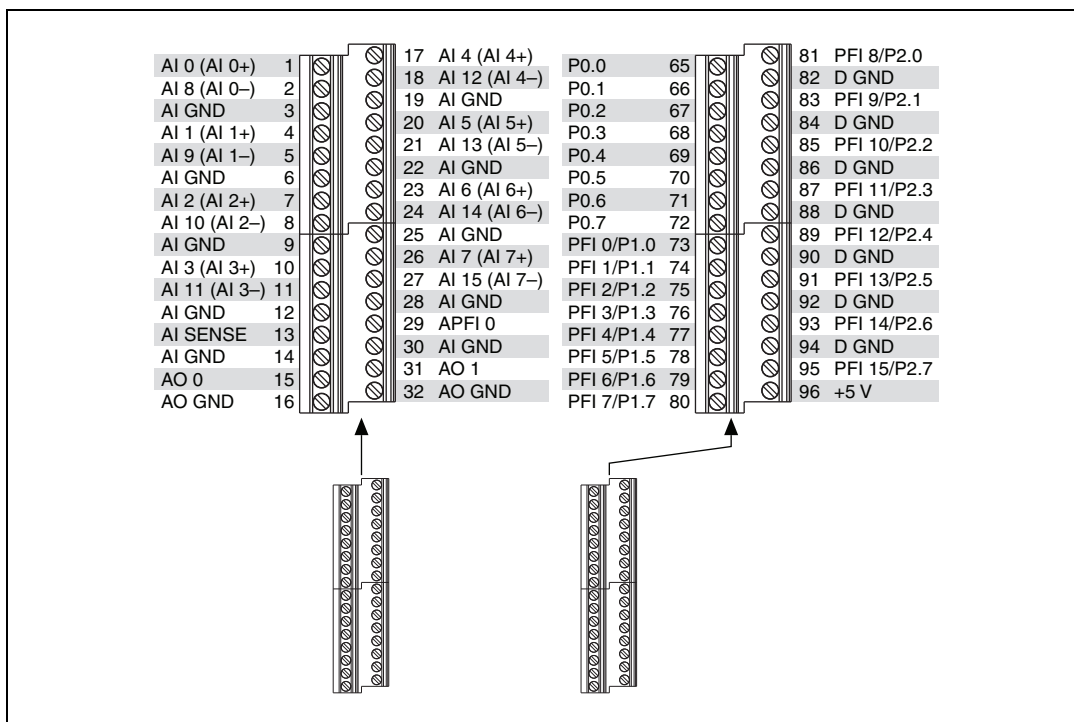 AI 0 (AI 0+) 1
AI 8 (AI 0–) 2
AI GND 3
AI 1 (AI 1+) 4
AI 9 (AI 1–) 5
AI GND 6
AI 2 (AI 2+) 7
AI 10 (AI 2–) 8
AI GND 9
AI 3 (AI 3+) 10
AI 11 (AI 3–) 11
AI GND 12
AI SENSE 13
AI GND 14
AO 0 15
AO GND 16
17 AI 4 (AI 4+)
18 AI 12 (AI 4–)
19 AI GND
20 AI 5 (AI 5+)
21 AI 13 (AI 5–)
22 AI GND
23 AI 6 (AI 6+)
24 AI 14 (AI 6–)
25 AI GND
26 AI 7 (AI 7+)
27 AI 15 (AI 7–)
28 AI GND
29 APFI 0
30 AI GND
31 AO 1
32 AO GND
P0.0 65
P0.1 66
P0.2 67
P0.3 68
P0.4 69
P0.5 70
P0.6 71
P0.7 72
PFI 0/P1.0 73
PFI 1/P1.1 74
PFI 2/P1.2 75
PFI 3/P1.3 76
PFI 4/P1.4 77
PFI 5/P1.5 78
PFI 6/P1.6 79
PFI 7/P1.7 80
81 PFI 8/P2.0
82 D GND
83 PFI 9/P2.1
84 D GND
85 PFI 10/P2.2
86 D GND
87 PFI 11/P2.3
88 D GND
89 PFI 12/P2.4
90 D GND
91 PFI 13/P2.5
92 D GND
93 PFI 14/P2.6
94 D GND
95 PFI 15/P2.7
96 +5 V